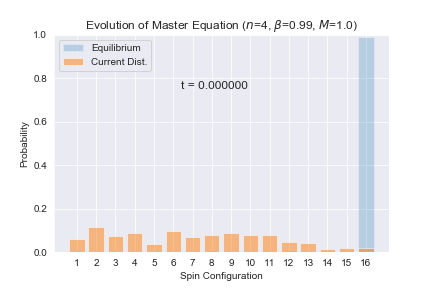 Evolution of Master Equation (n=4, β=0.99, M=1.0)
Equilibrium
Current Dist.
t = 0.000000
Probability
1.0
0.8
0.6
0.4
0.2
0.0
1 2 3 4 5 6 7 8 9 10 11 12 13 14 15 16
Spin Configuration